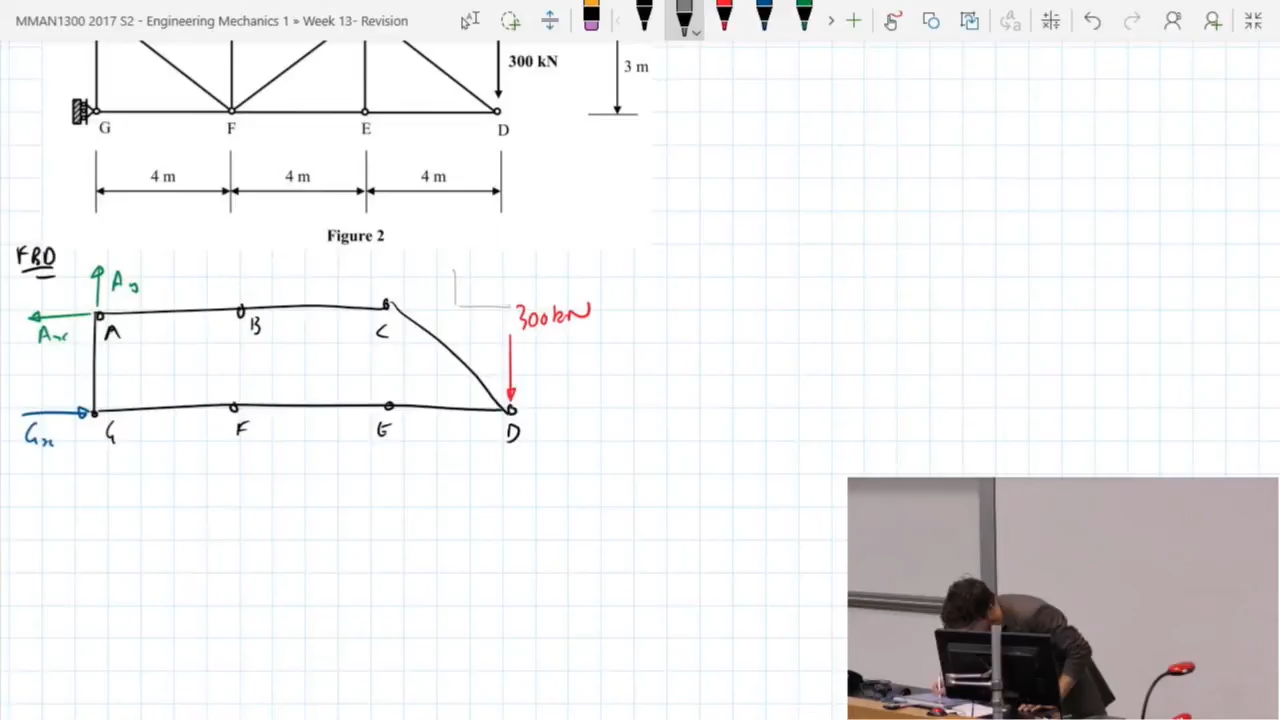 MMAN1300 2017 S2 - Engineering Mechanics 1 » Week 13- Revision
300 kN
3 m
G F E D
4 m 4 m 4 m
Figure 2
FBD
Ay
300kN
Ax A B C
Gx G F E D